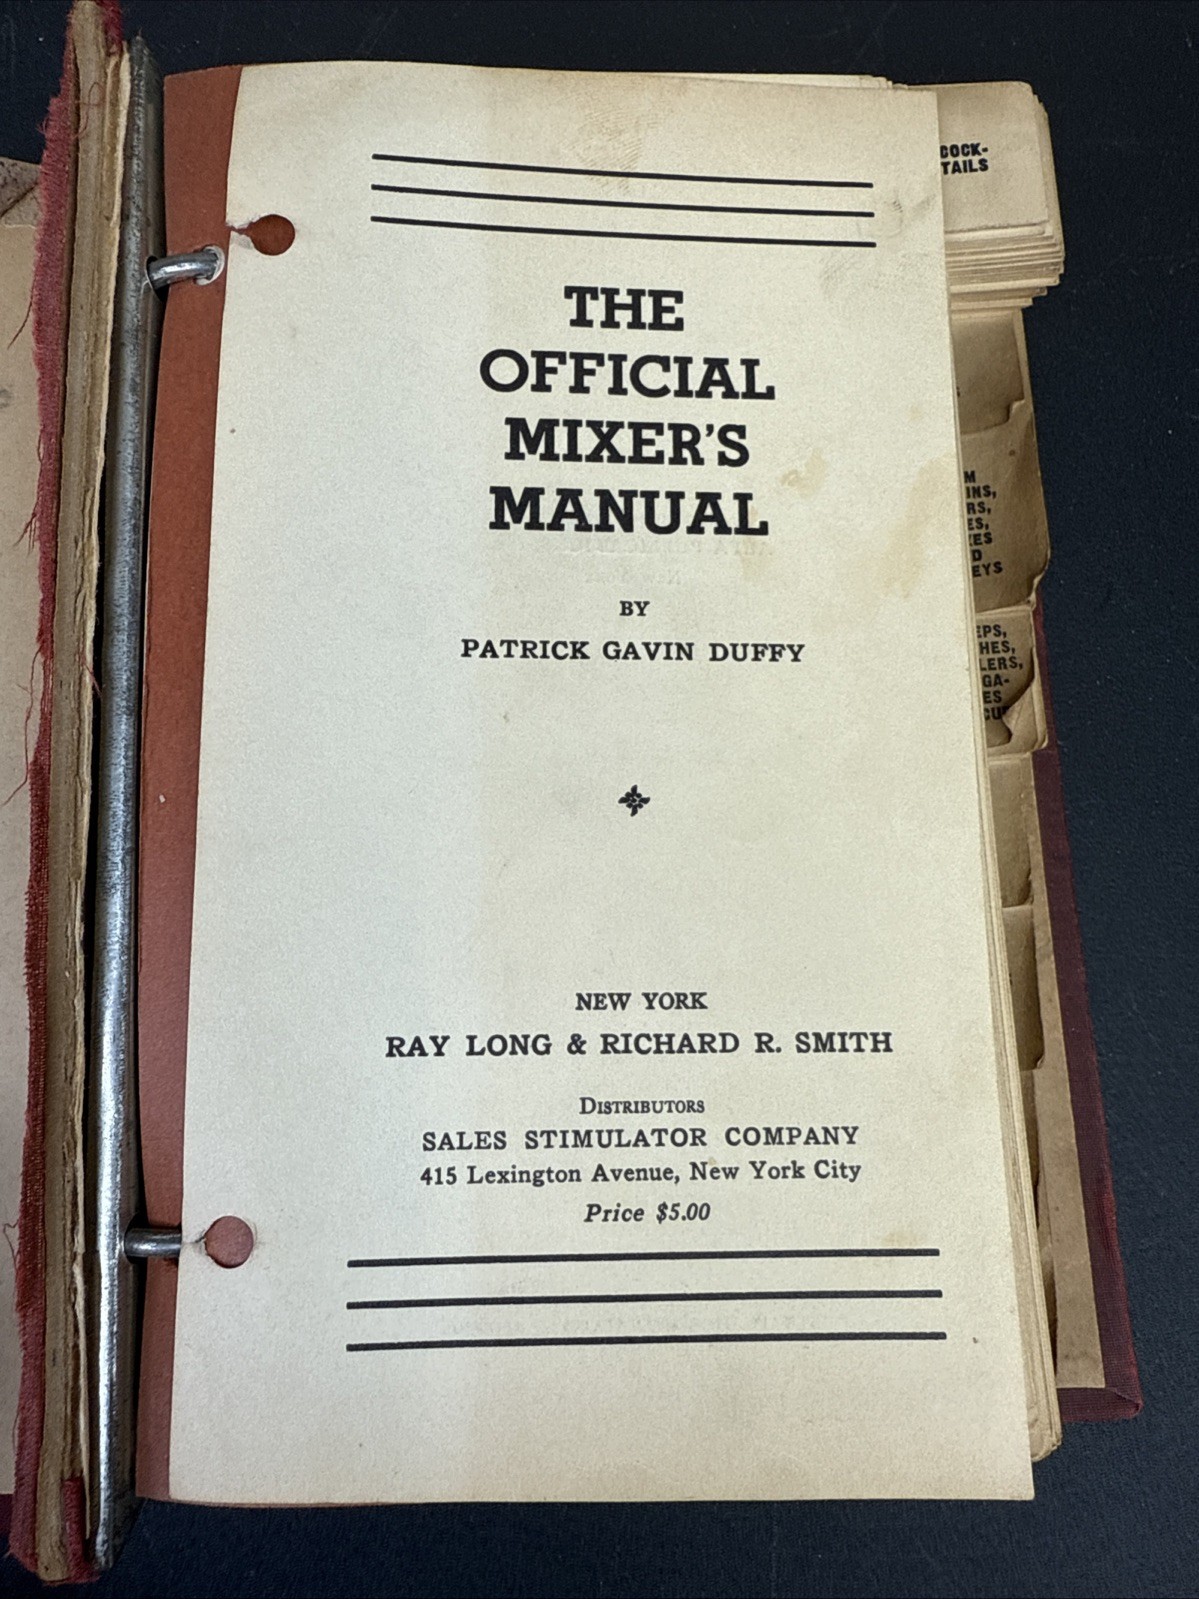 THE
OFFICIAL
MIXER'S
MANUAL
BY
PATRICK GAVIN DUFFY
NEW YORK
RAY LONG & RICHARD R. SMITH
DISTRIBUTORS
SALES STIMULATOR COMPANY
415 Lexington Avenue, New York City
Price $5.00
COCK-
TAILS